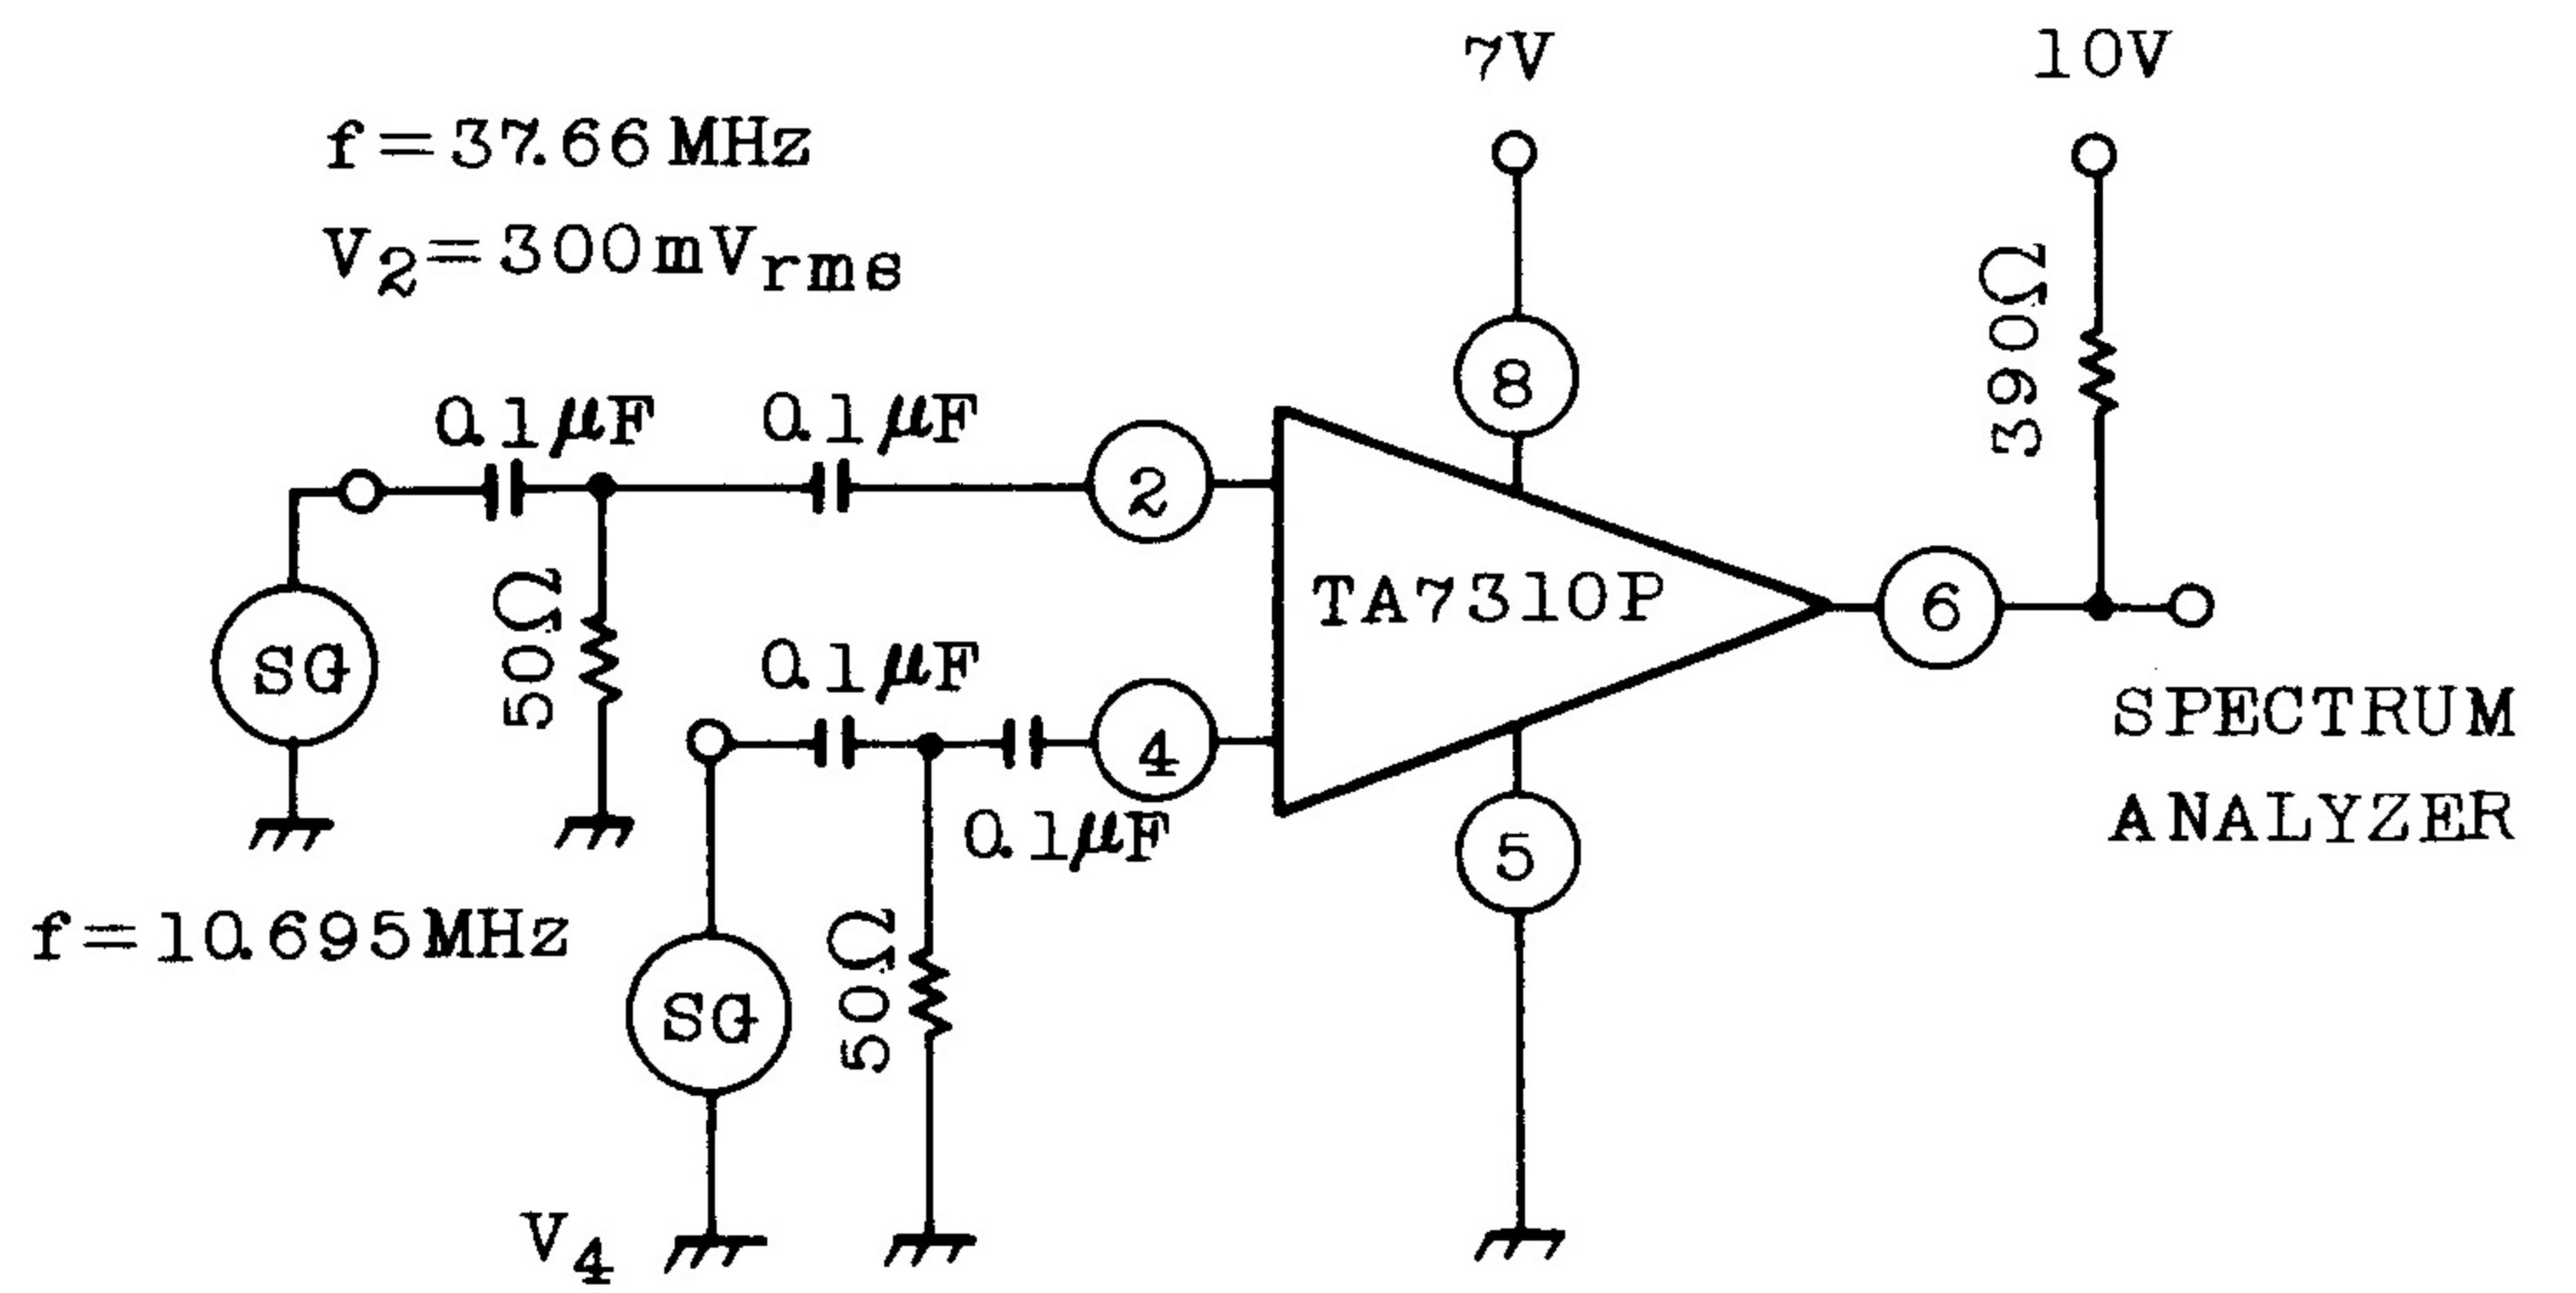 7V
10V
f=37.66MHz
V2=300mVrms
390Ω
0.1μF
0.1μF
8
2
TA7310P
6
50Ω
SG
0.1μF
4
SPECTRUM
ANALYZER
0.1μF
5
f=10.695MHz
50Ω
SG
V4